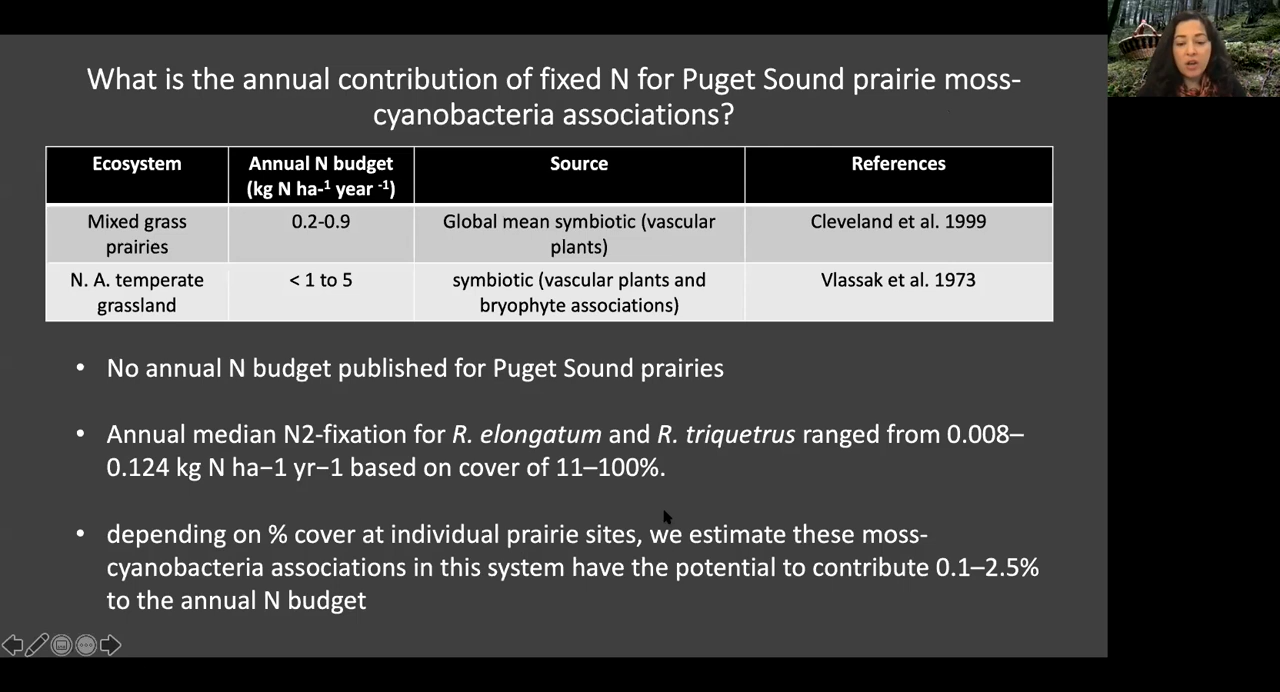 What is the annual contribution of fixed N for Puget Sound prairie moss-
cyanobacteria associations?
Ecosystem
Annual N budget
(kg N ha-¹ year -¹)
Source
References
Mixed grass
prairies
0.2-0.9
Global mean symbiotic (vascular
plants)
Cleveland et al. 1999
N. A. temperate
grassland
< 1 to 5
symbiotic (vascular plants and
bryophyte associations)
Vlassak et al. 1973
• No annual N budget published for Puget Sound prairies
• Annual median N2-fixation for R. elongatum and R. triquetrus ranged from 0.008–
0.124 kg N ha−1 yr−1 based on cover of 11–100%.
• depending on % cover at individual prairie sites, we estimate these moss-
cyanobacteria associations in this system have the potential to contribute 0.1–2.5%
to the annual N budget